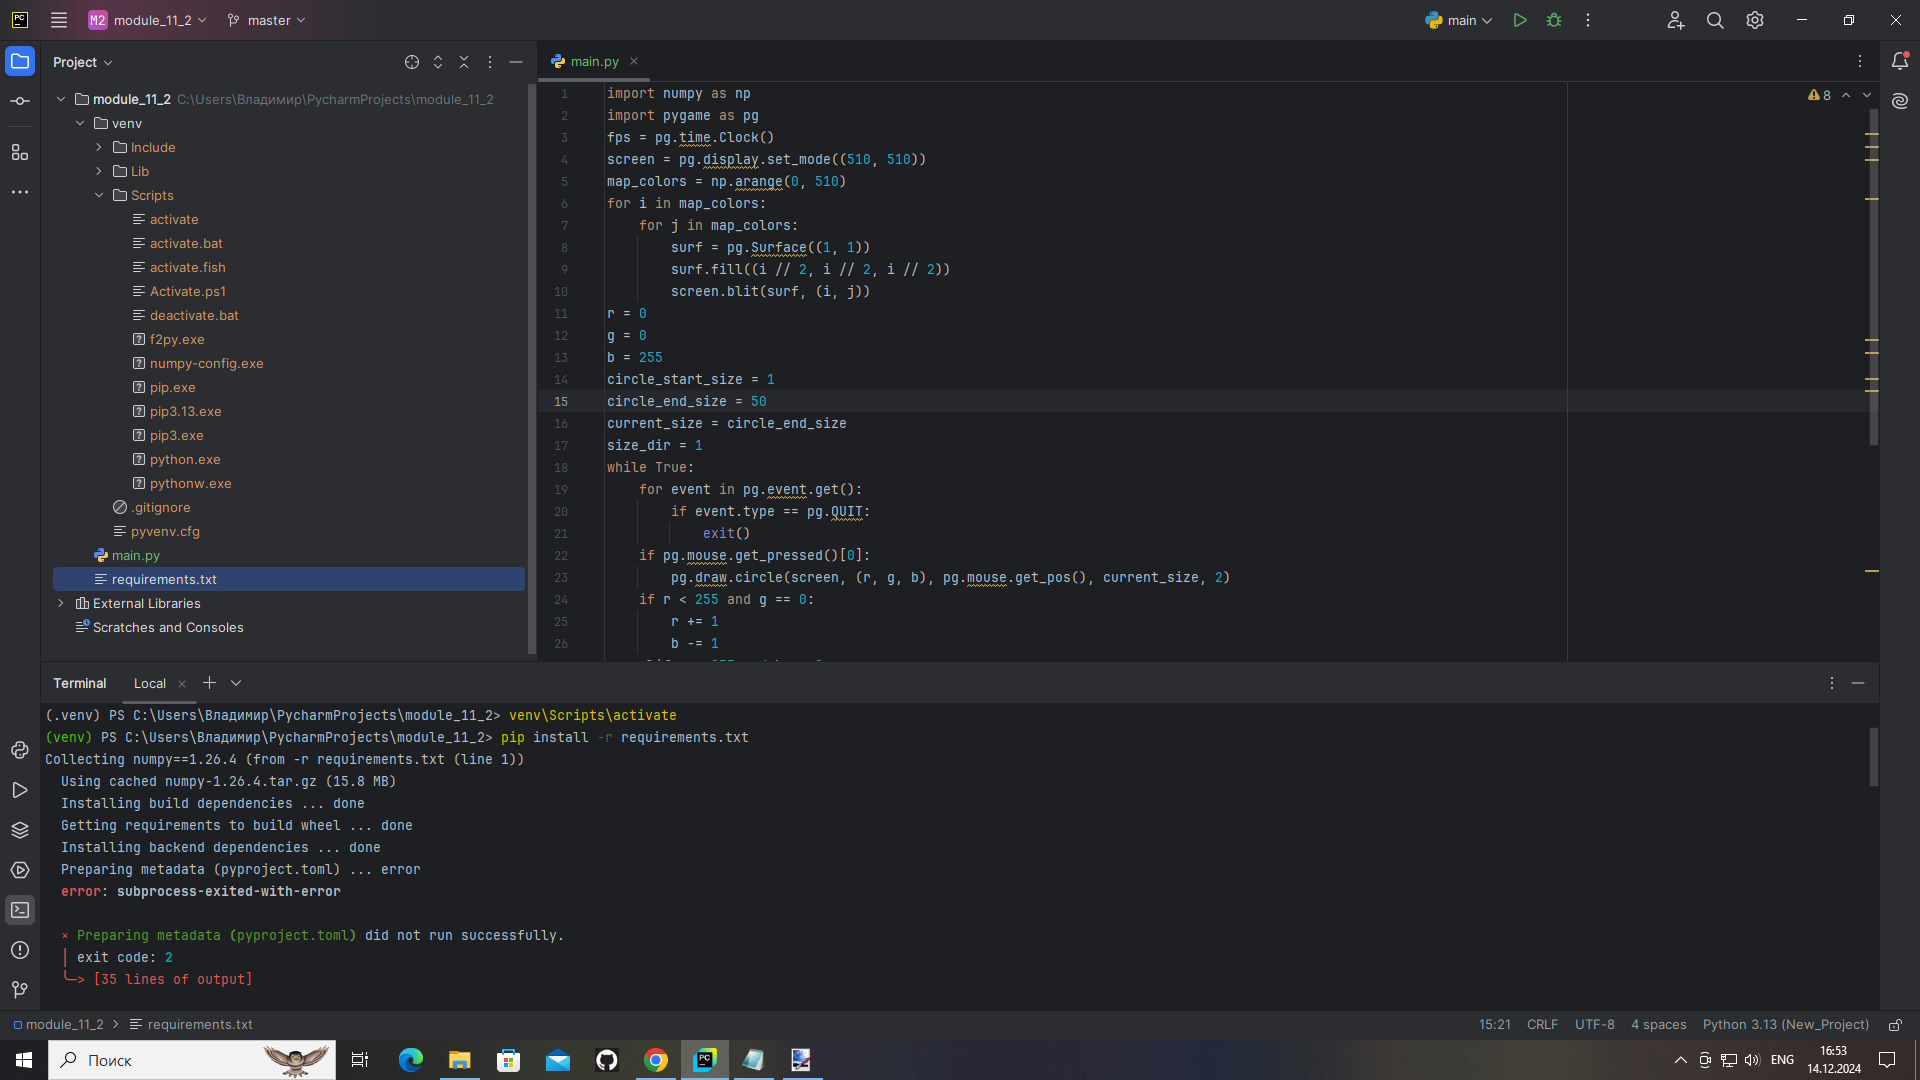 PC
M2 module_11_2
master
main
Project
module_11_2 C:\Users\Владимир\PycharmProjects\module_11_2
venv
Include
Lib
Scripts
activate
activate.bat
activate.fish
Activate.ps1
deactivate.bat
f2py.exe
numpy-config.exe
pip.exe
pip3.13.exe
pip3.exe
python.exe
pythonw.exe
.gitignore
pyvenv.cfg
main.py
requirements.txt
External Libraries
Scratches and Consoles
main.py
8
1 import numpy as np
2 import pygame as pg
3 fps = pg.time.Clock()
4 screen = pg.display.set_mode((510, 510))
5 map_colors = np.arange(0, 510)
6 for i in map_colors:
7 for j in map_colors:
8 surf = pg.Surface((1, 1))
9 surf.fill((i // 2, i // 2, i // 2))
10 screen.blit(surf, (i, j))
11 r = 0
12 g = 0
13 b = 255
14 circle_start_size = 1
15 circle_end_size = 50
16 current_size = circle_end_size
17 size_dir = 1
18 while True:
19 for event in pg.event.get():
20 if event.type == pg.QUIT:
21 exit()
22 if pg.mouse.get_pressed()[0]:
23 pg.draw.circle(screen, (r, g, b), pg.mouse.get_pos(), current_size, 2)
24 if r < 255 and g == 0:
25 r += 1
26 b -= 1
Terminal
Local
(.venv) PS C:\Users\Владимир\PycharmProjects\module_11_2> venv\Scripts\activate
(venv) PS C:\Users\Владимир\PycharmProjects\module_11_2> pip install -r requirements.txt
Collecting numpy==1.26.4 (from -r requirements.txt (line 1))
Using cached numpy-1.26.4.tar.gz (15.8 MB)
Installing build dependencies ... done
Getting requirements to build wheel ... done
Installing backend dependencies ... done
Preparing metadata (pyproject.toml) ... error
error: subprocess-exited-with-error
× Preparing metadata (pyproject.toml) did not run successfully.
│ exit code: 2
╰─> [35 lines of output]
module_11_2 > requirements.txt
15:21 CRLF UTF-8 4 spaces Python 3.13 (New_Project)
Поиск
PC
ENG
16:53
14.12.2024